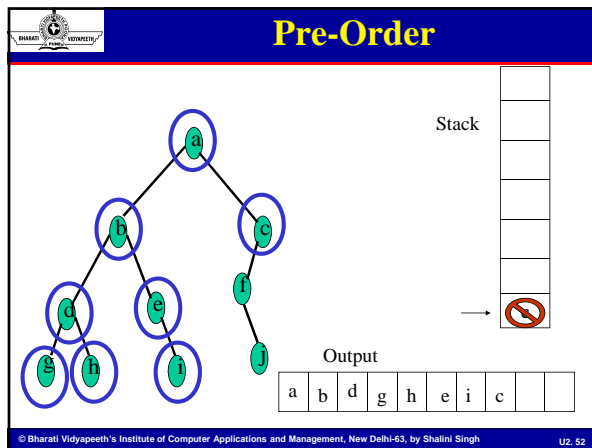 Pre-Order
BHARATI VIDYAPEETH
PUNE
Stack
a
b c
f
d e
g h i j
Output
a b d g h e i c
© Bharati Vidyapeeth's Institute of Computer Applications and Management, New Delhi-63, by Shalini Singh U2. 52